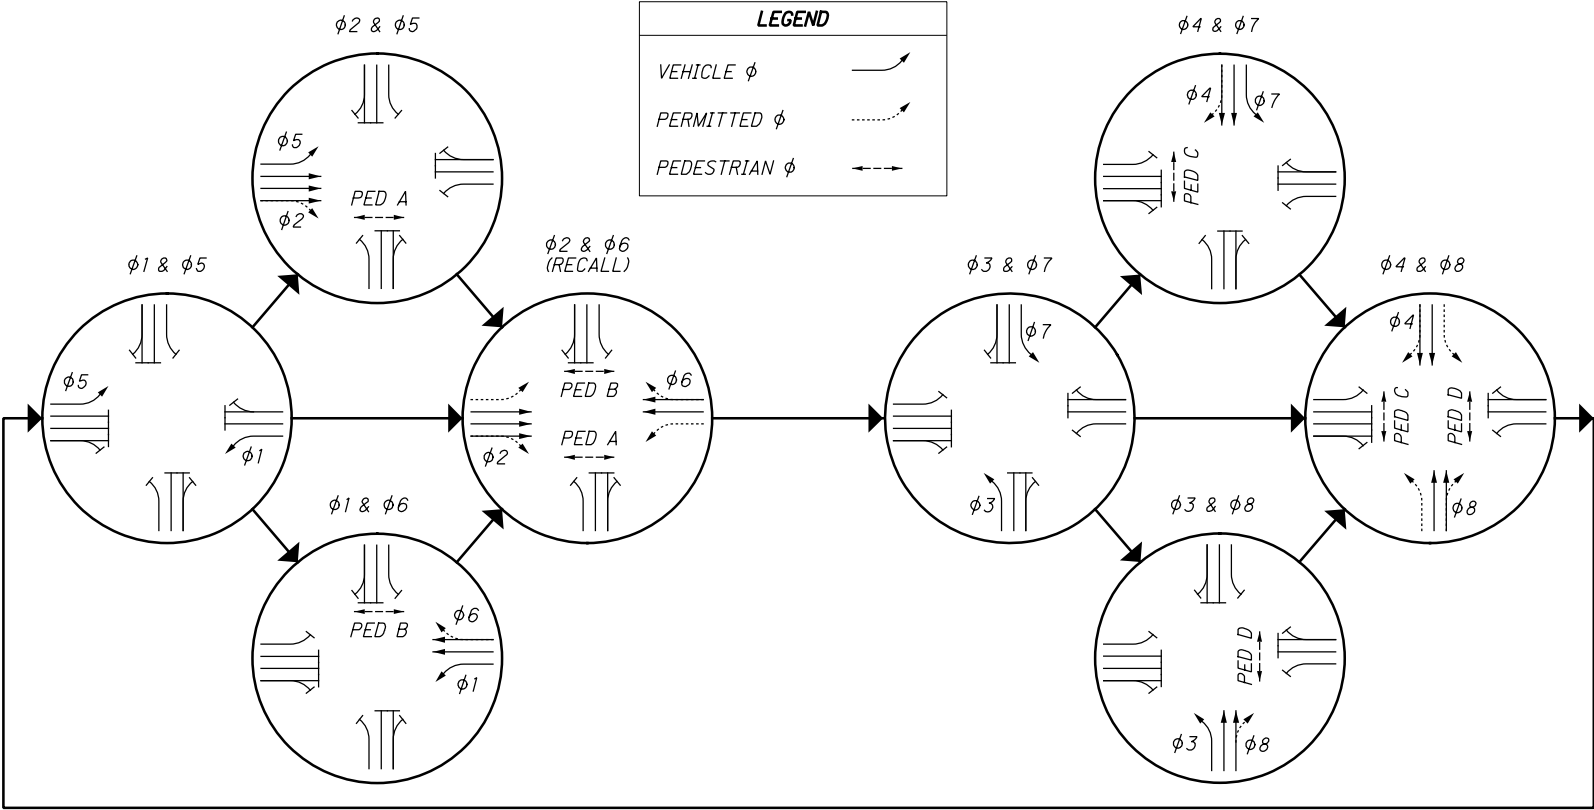 LEGEND
VEHICLE ϕ
PERMITTED ϕ
PEDESTRIAN ϕ
ϕ2 & ϕ5
ϕ5
PED A
ϕ2
ϕ1 & ϕ5
ϕ5
ϕ1
ϕ2 & ϕ6
(RECALL)
PED B
ϕ6
PED A
ϕ2
ϕ1 & ϕ6
PED B
ϕ6
ϕ1
ϕ4 & ϕ7
ϕ4
ϕ7
PED C
ϕ3 & ϕ7
ϕ7
ϕ3
ϕ4 & ϕ8
ϕ4
PED C
PED D
ϕ8
ϕ3 & ϕ8
PED D
ϕ3
ϕ8